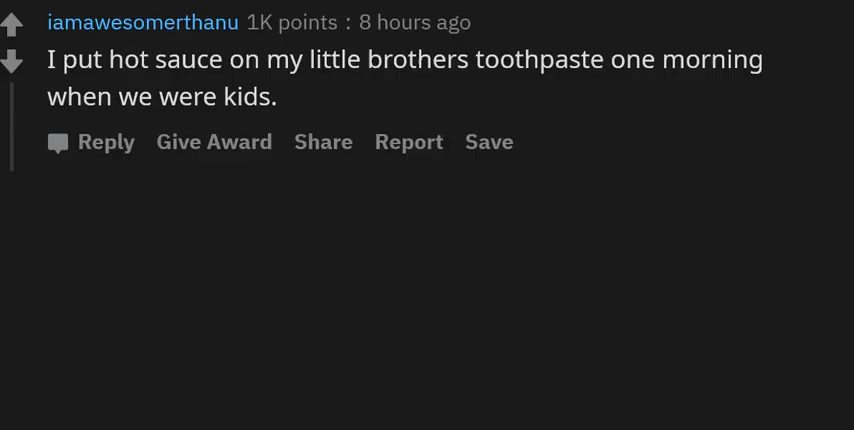 iamawesomerthanu 1K points : 8 hours ago
I put hot sauce on my little brothers toothpaste one morning
when we were kids.
Reply Give Award Share Report Save